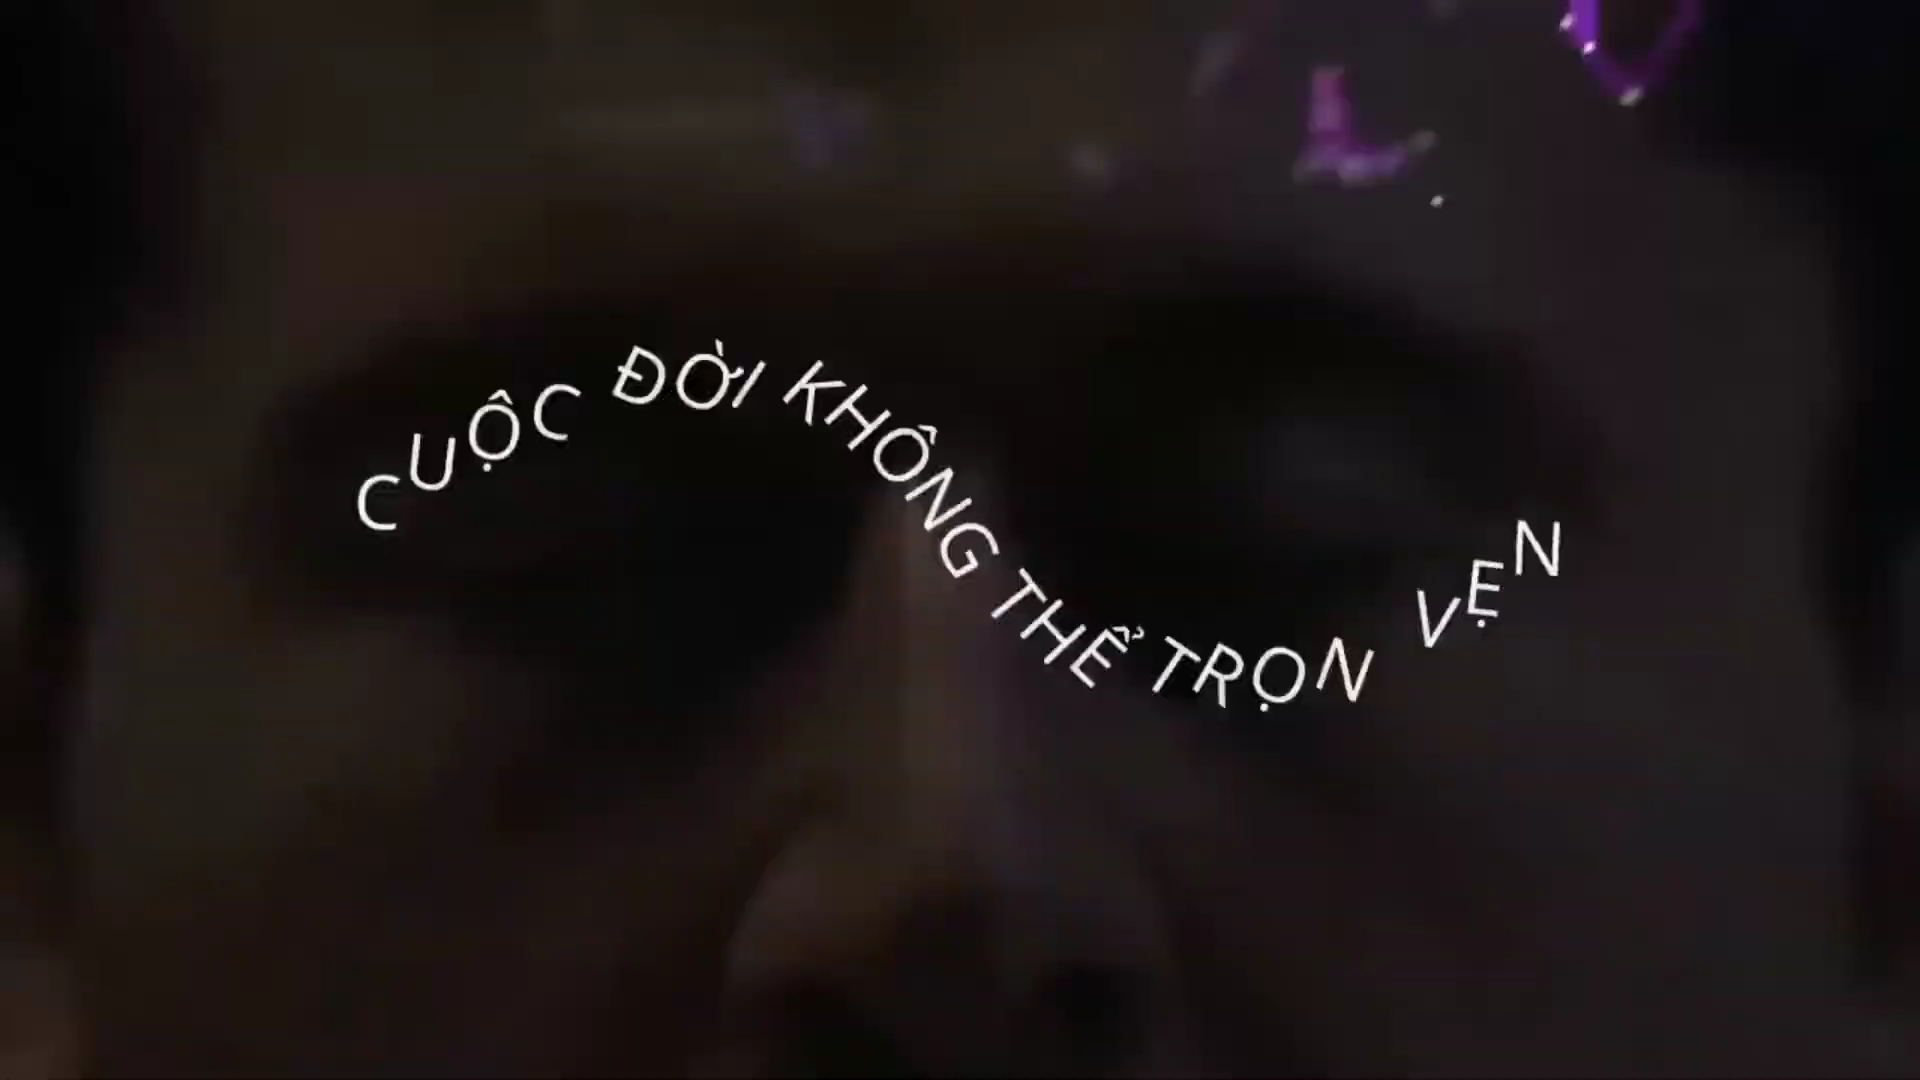 CUỘC ĐỜI KHÔNG THỂ TRỌN VẸN